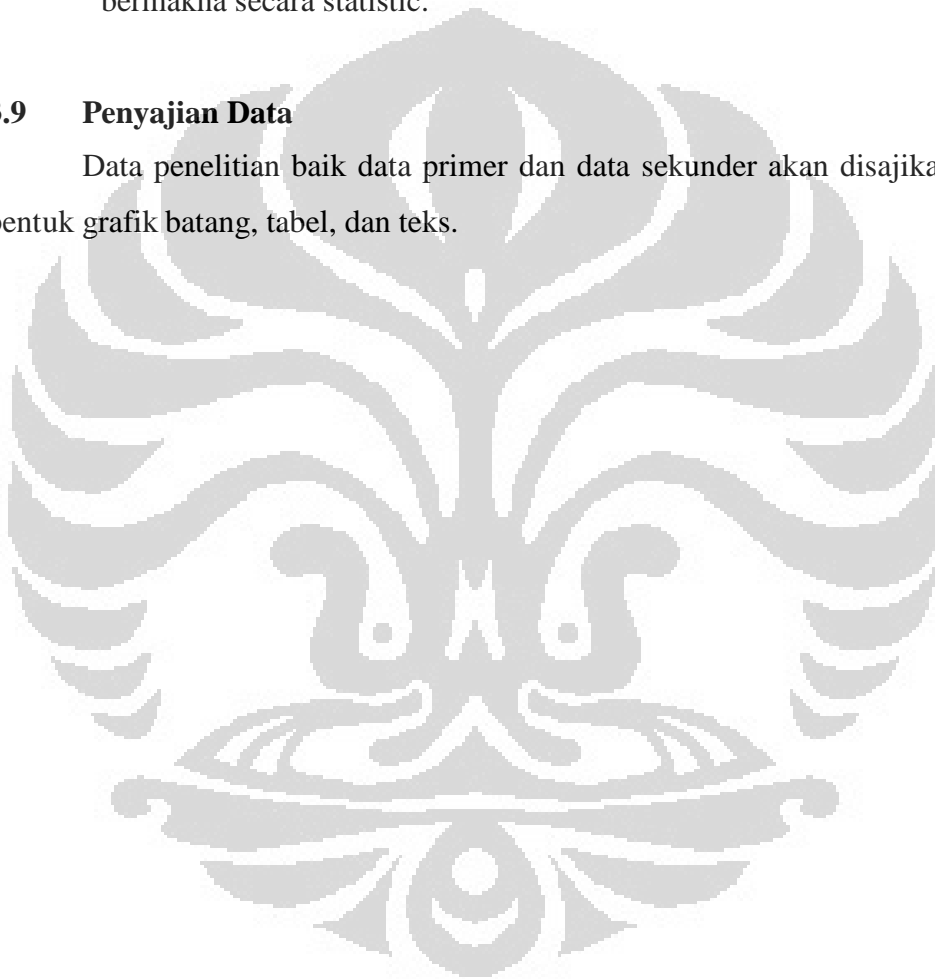 bermakna secara statistic.
.9 Penyajian Data
Data penelitian baik data primer dan data sekunder akan disajika
entuk grafik batang, tabel, dan teks.